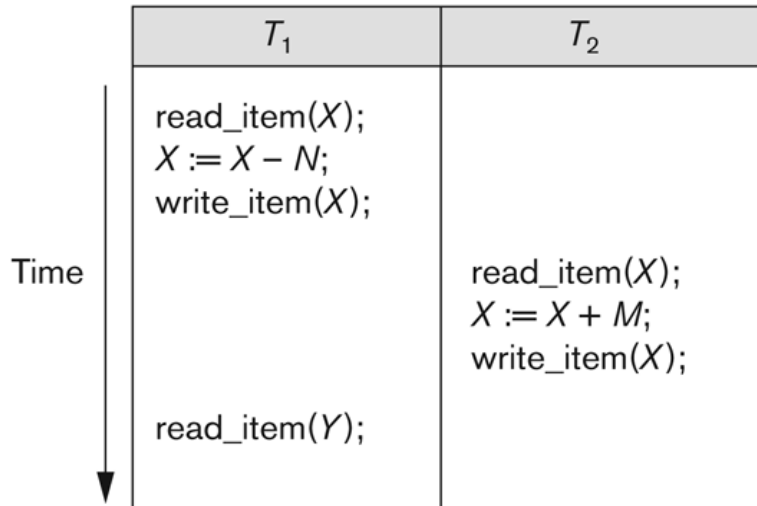 T₁ T₂
read_item(X);
X := X – N;
write_item(X);
Time
read_item(X);
X := X + M;
write_item(X);
read_item(Y);